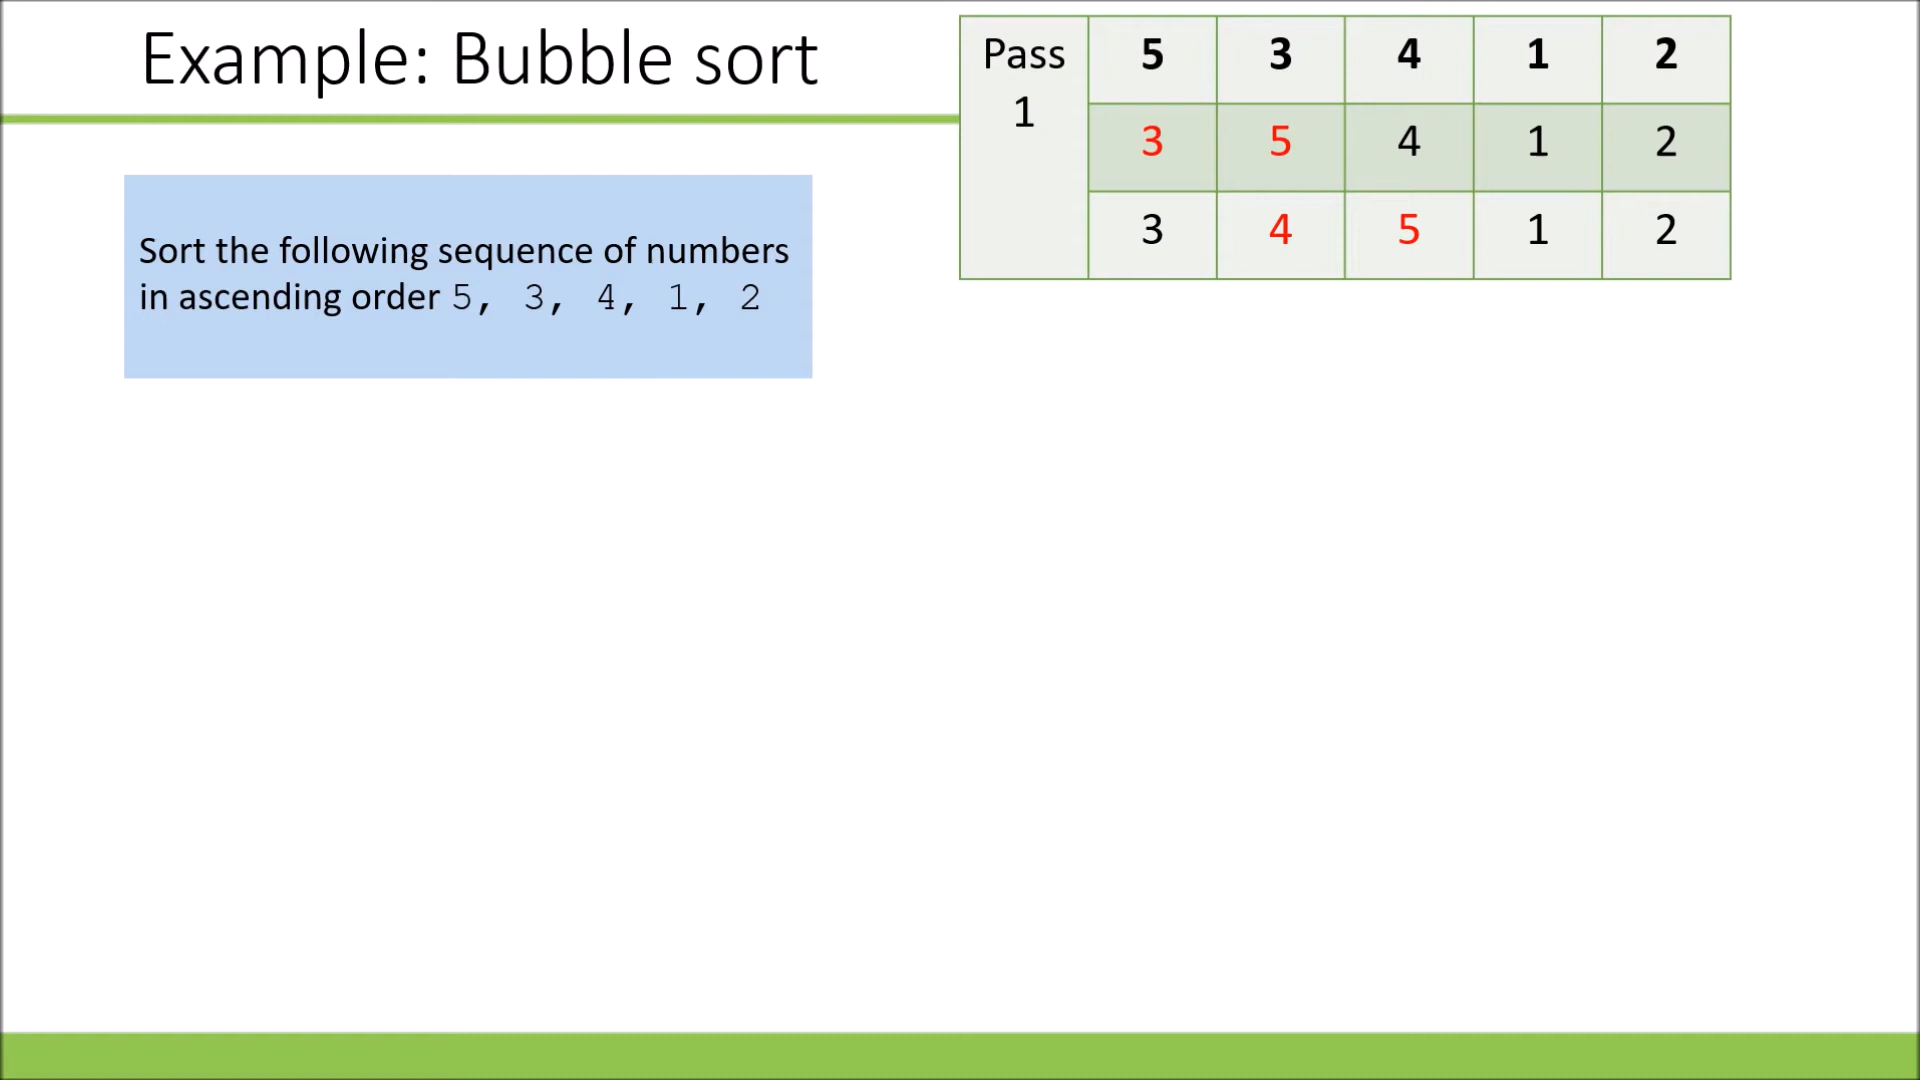 Example: Bubble sort
Sort the following sequence of numbers
in ascending order 5, 3, 4, 1, 2
Pass 5 3 4 1 2
1
3 5 4 1 2
3 4 5 1 2